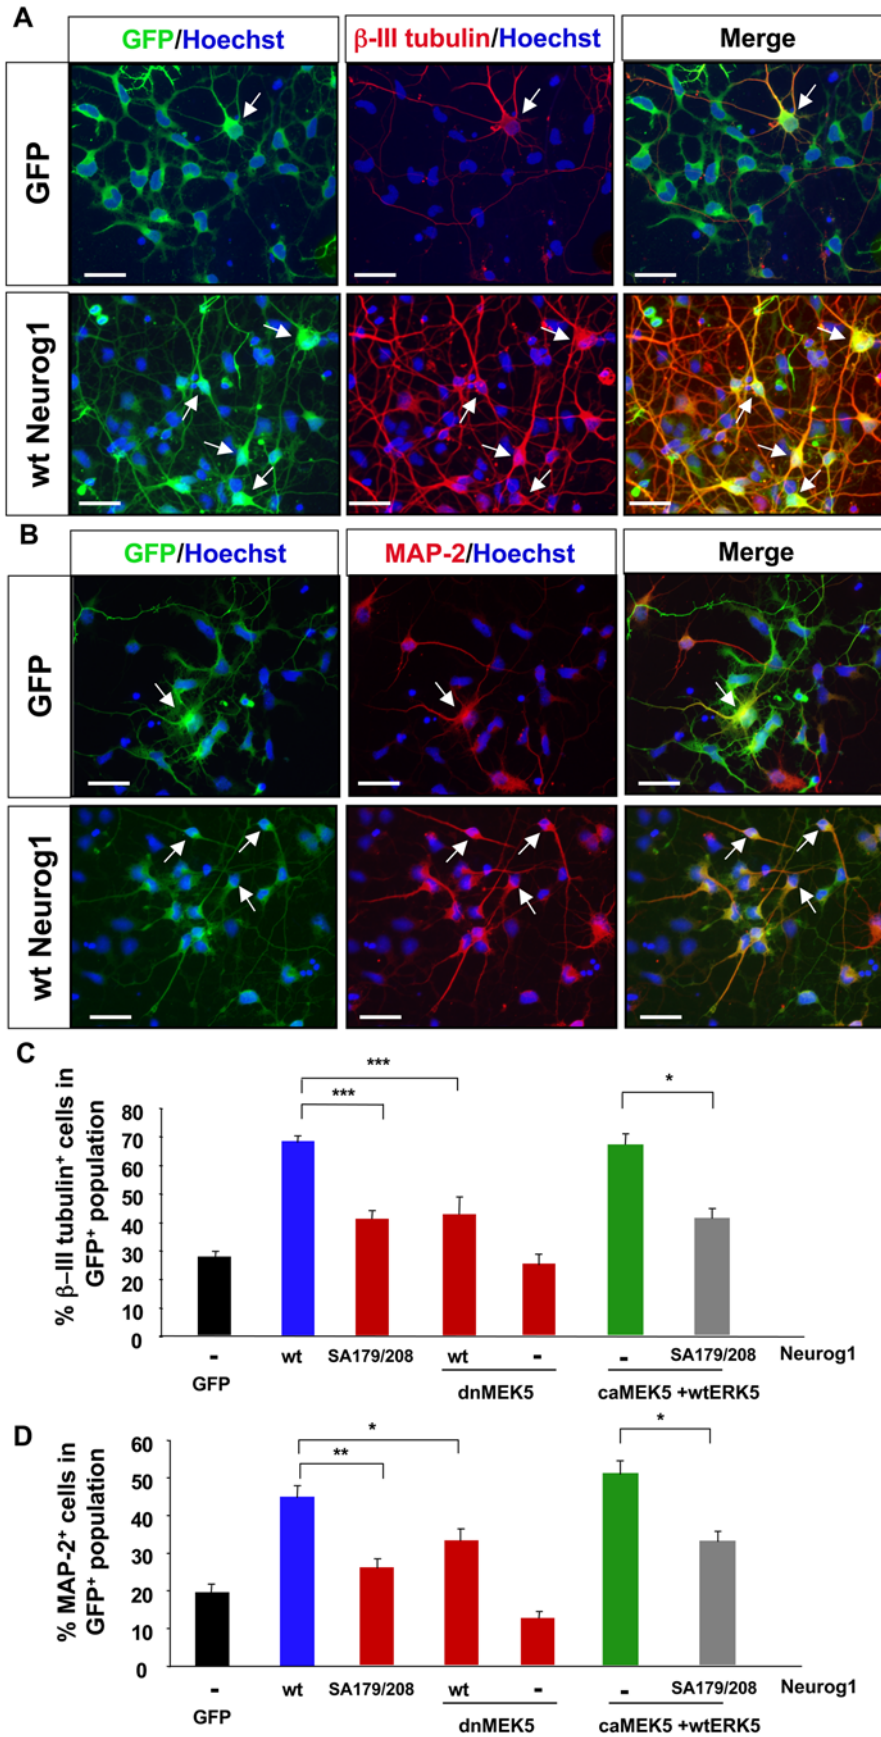 A
GFP/Hoechst β-III tubulin/Hoechst Merge
GFP
wt Neurog1
B
GFP/Hoechst MAP-2/Hoechst Merge
GFP
wt Neurog1
C
% β–III tubulin⁺ cells in
GFP⁺ population
***
***
*
80
70
60
50
40
30
20
10
0
- wt SA179/208 wt - - SA179/208 Neurog1
GFP dnMEK5 caMEK5 +wtERK5
D
% MAP-2⁺ cells in
GFP⁺ population
*
**
*
60
50
40
30
20
10
0
- wt SA179/208 wt - - SA179/208 Neurog1
GFP dnMEK5 caMEK5 +wtERK5